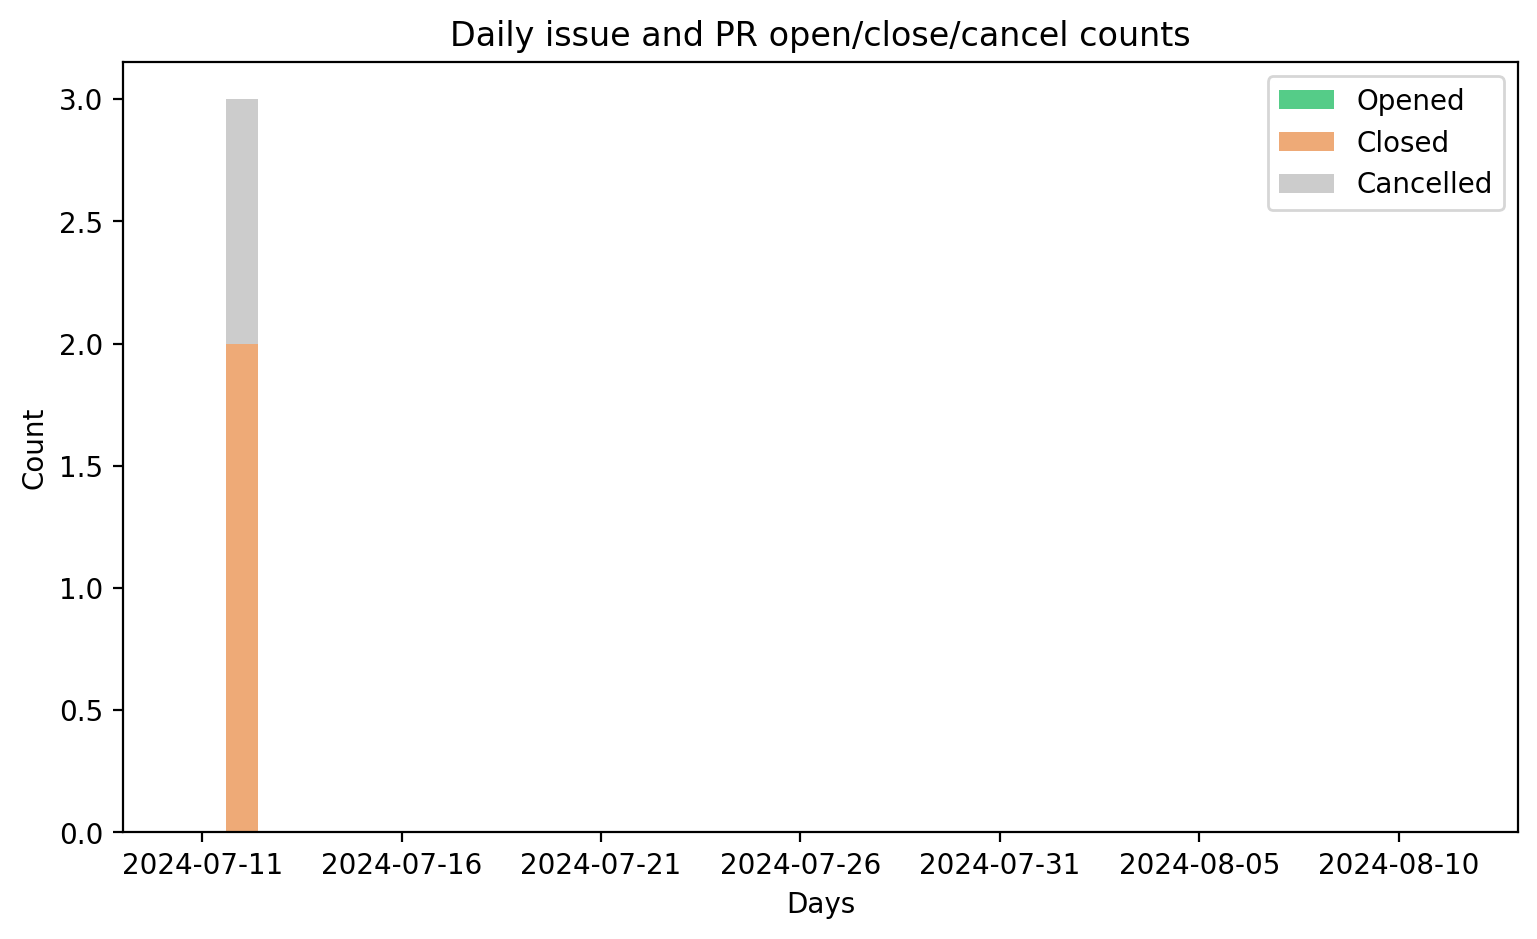 Daily issue and PR open/close/cancel counts
Opened
Closed
Cancelled
3.0
2.5
2.0
1.5
1.0
0.5
0.0
Count
2024-07-11 2024-07-16 2024-07-21 2024-07-26 2024-07-31 2024-08-05 2024-08-10
Days